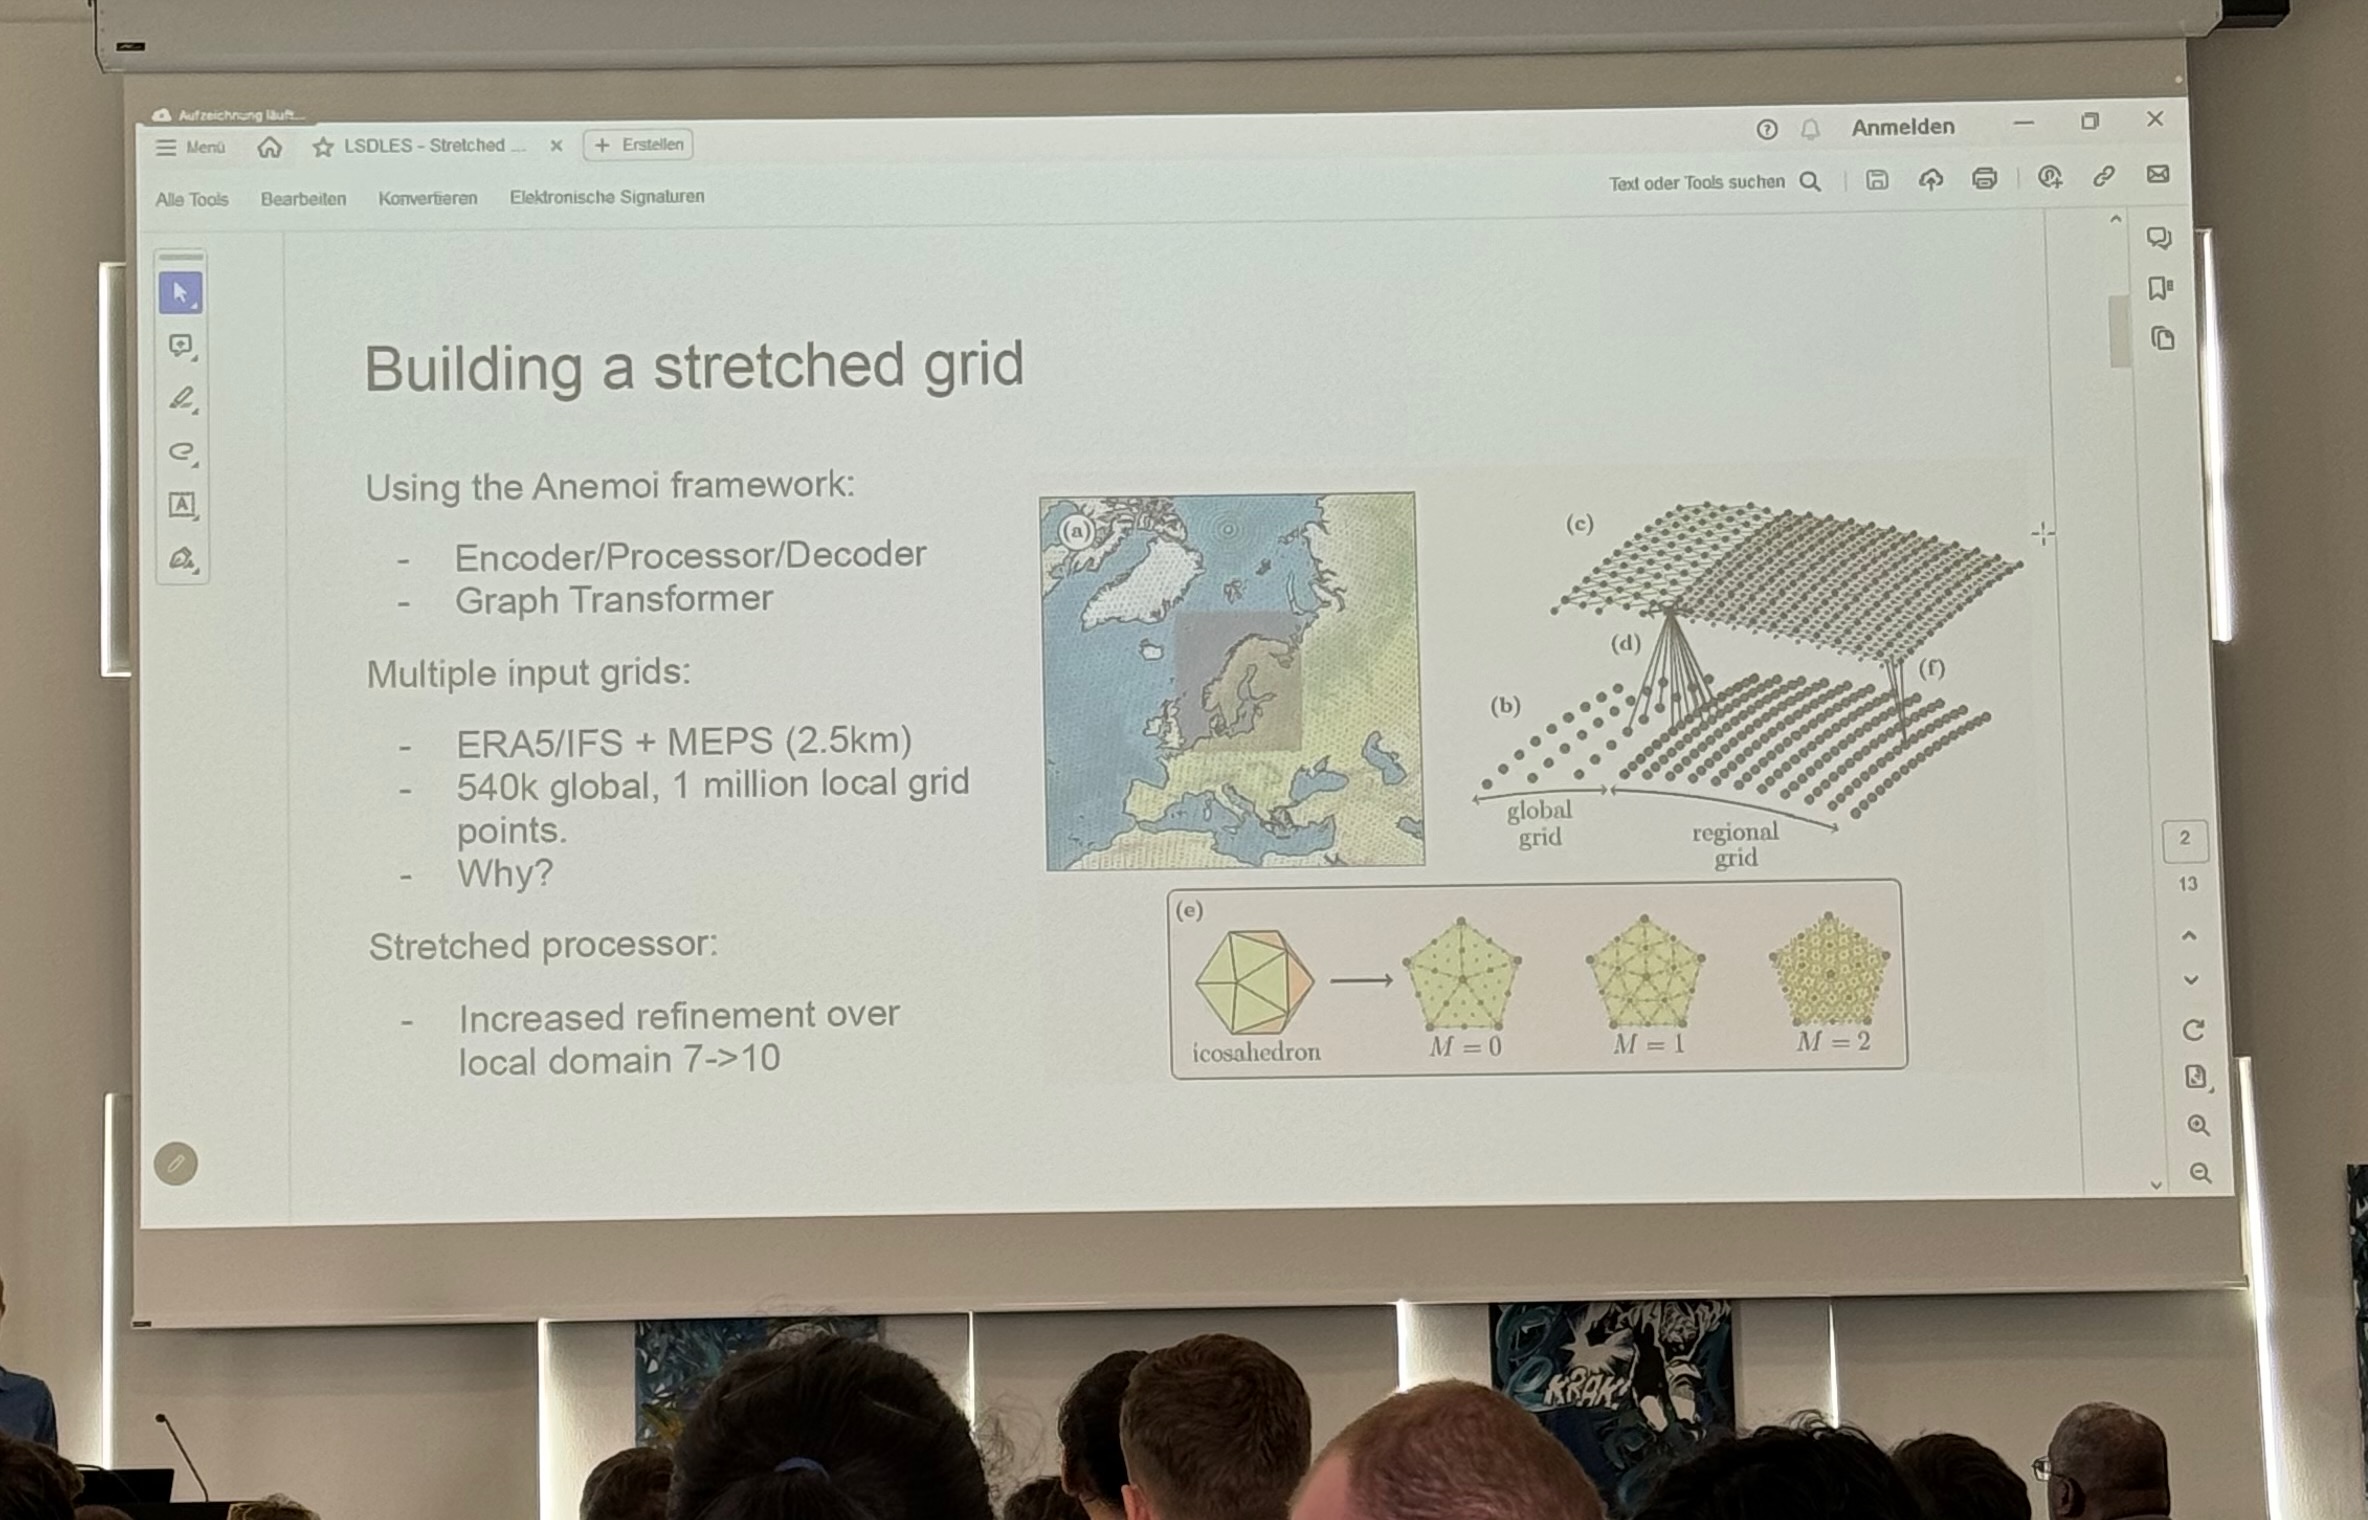 Aufzeichnung läuft...
Menü
LSDLES - Stretched ...
+ Erstellen
Anmelden
Alle Tools
Bearbeiten
Konvertieren
Elektronische Signaturen
Text oder Tools suchen
Building a stretched grid
Using the Anemoi framework:
- Encoder/Processor/Decoder
- Graph Transformer
Multiple input grids:
- ERA5/IFS + MEPS (2.5km)
- 540k global, 1 million local grid
points.
- Why?
Stretched processor:
- Increased refinement over
local domain 7->10
(a)
(c)
(d)
(f)
(b)
global
grid
regional
grid
(e)
icosahedron
M = 0
M = 1
M = 2
2
13
KRAK!